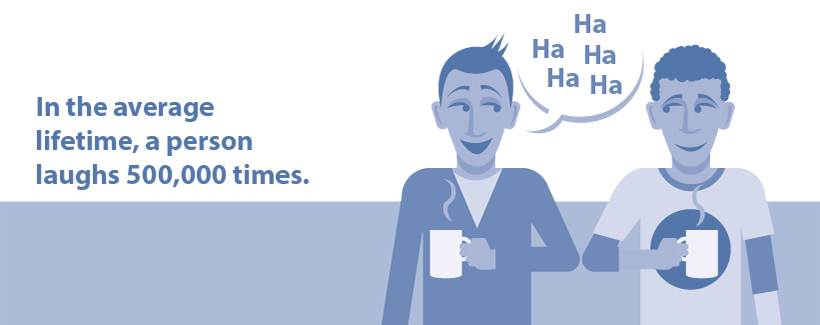 In the average
lifetime, a person
laughs 500,000 times.
Ha
Ha Ha
Ha Ha